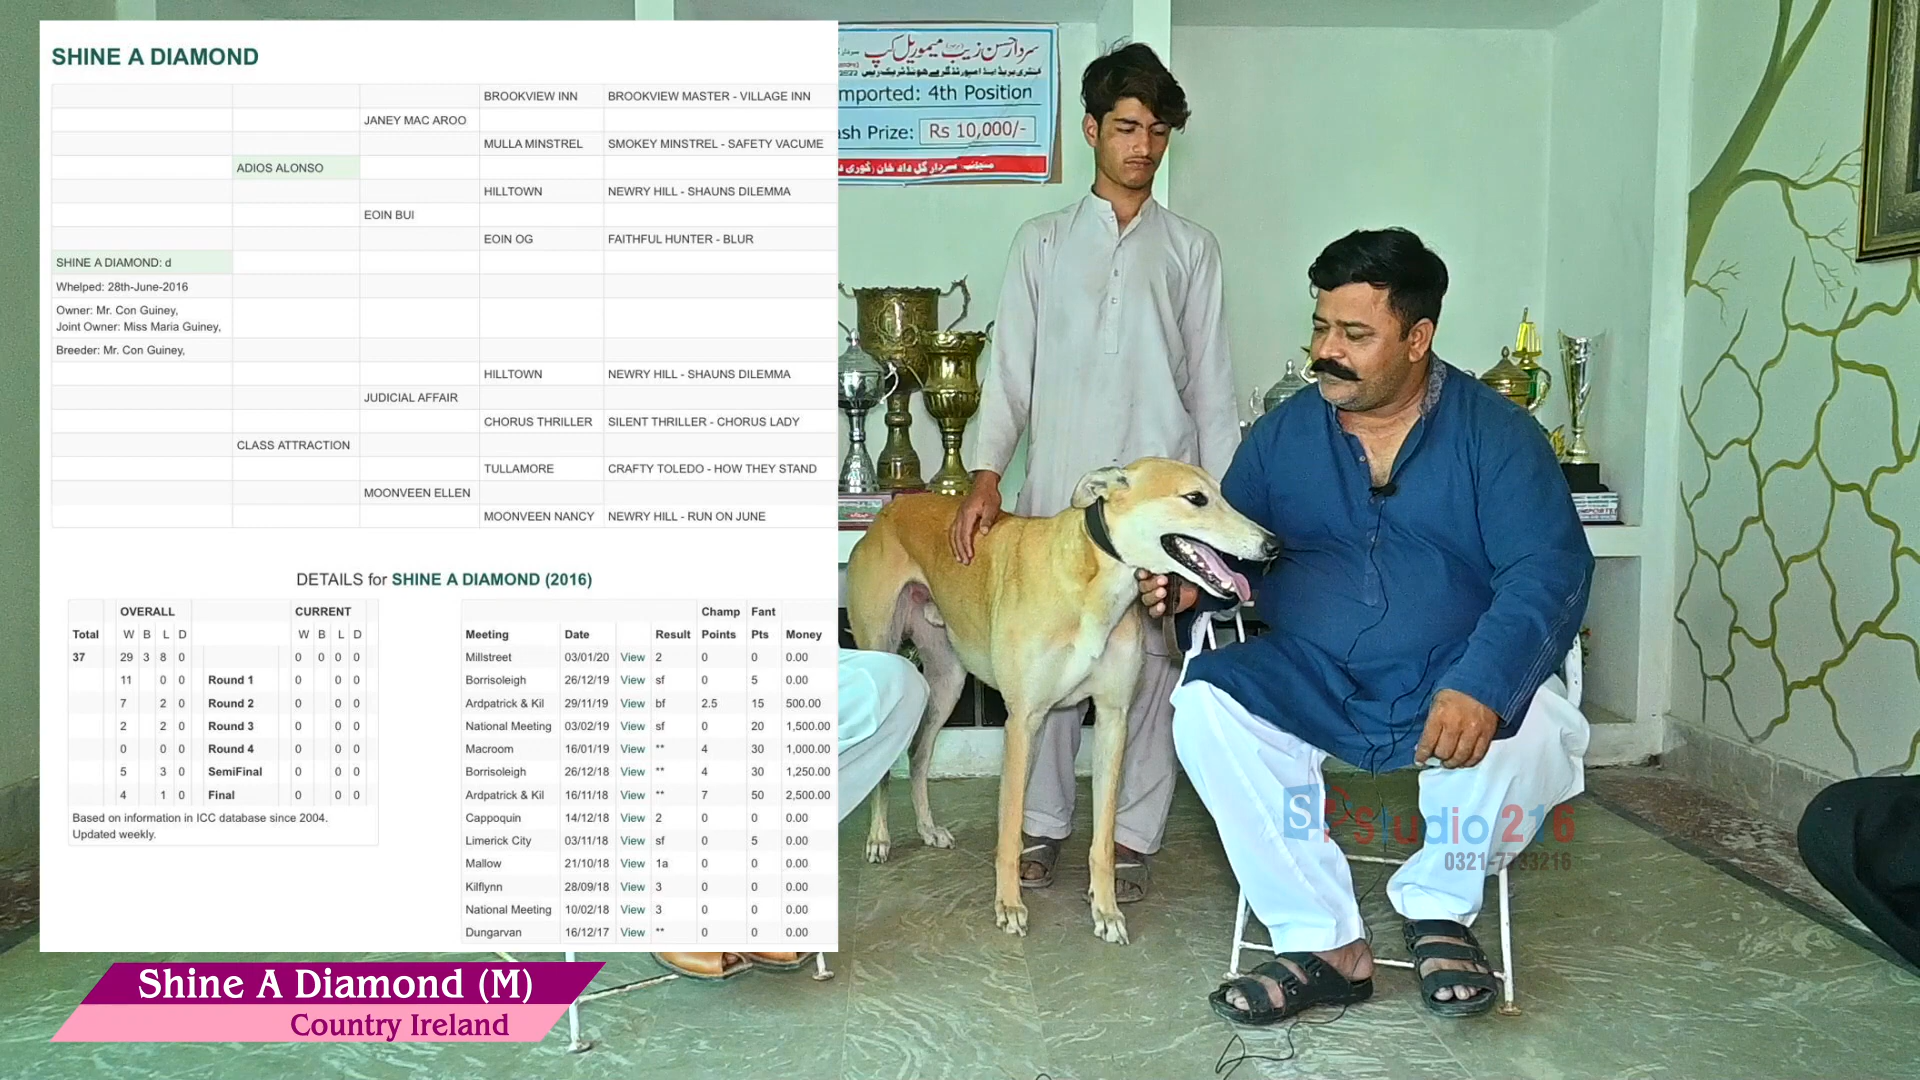 SHINE A DIAMOND
BROOKVIEW INN BROOKVIEW MASTER - VILLAGE INN
JANEY MAC AROO
MULLA MINSTREL SMOKEY MINSTREL - SAFETY VACUME
ADIOS ALONSO
HILLTOWN NEWRY HILL - SHAUNS DILEMMA
EOIN BUI
EOIN OG FAITHFUL HUNTER - BLUR
SHINE A DIAMOND: d
Whelped: 28th-June-2016
Owner: Mr. Con Guiney,
Joint Owner: Miss Maria Guiney,
Breeder: Mr. Con Guiney,
HILLTOWN NEWRY HILL - SHAUNS DILEMMA
JUDICIAL AFFAIR
CHORUS THRILLER SILENT THRILLER - CHORUS LADY
CLASS ATTRACTION
TULLAMORE CRAFTY TOLEDO - HOW THEY STAND
MOONVEEN ELLEN
MOONVEEN NANCY NEWRY HILL - RUN ON JUNE
DETAILS for SHINE A DIAMOND (2016)
OVERALL CURRENT
Total W B L D W B L D
37 29 3 8 0 0 0 0 0
11 0 0 Round 1 0 0 0
7 2 0 Round 2 0 0 0
2 2 0 Round 3 0 0 0
0 0 0 Round 4 0 0 0
5 3 0 SemiFinal 0 0 0
4 1 0 Final 0 0 0
Based on information in ICC database since 2004.
Updated weekly.
Champ Fant
Meeting Date Result Points Pts Money
Millstreet 03/01/20 View 2 0 0 0.00
Borrisoleigh 26/12/19 View sf 0 5 0.00
Ardpatrick & Kil 29/11/19 View bf 2.5 15 500.00
National Meeting 03/02/19 View sf 0 20 1,500.00
Macroom 16/01/19 View ** 4 30 1,000.00
Borrisoleigh 26/12/18 View ** 4 30 1,250.00
Ardpatrick & Kil 16/11/18 View ** 7 50 2,500.00
Cappoquin 14/12/18 View 2 0 0 0.00
Limerick City 03/11/18 View sf 0 5 0.00
Mallow 21/10/18 View 1a 0 0 0.00
Kilflynn 28/09/18 View 3 0 0 0.00
National Meeting 10/02/18 View 3 0 0 0.00
Dungarvan 16/12/17 View ** 0 0 0.00
سردار حسن زیب میموریل کپ
mported: 4th Position
sh Prize: Rs 10,000/-
منجانب سردار گل داد خان
Studio 216
0321-7733216
Shine A Diamond (M)
Country Ireland